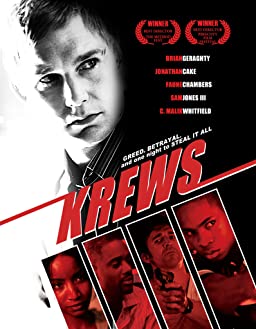 WINNER
WINNER
BRIAN GERAGHTY
JONATHAN CAKE
FAUNE CHAMBERS
SAM JONES III
C. MALIK WHITFIELD
GREED, BETRAYAL,
and one night to STEAL IT ALL
KREWS